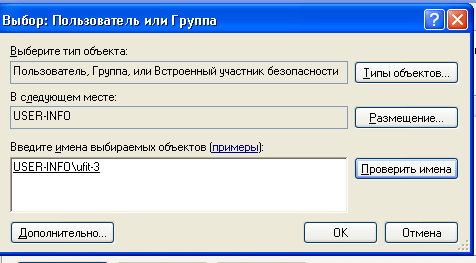 Выбор: Пользователь или Группа
Выберите тип объекта:
Пользователь, Группа, или Встроенный участник безопасности
Типы объектов...
В следующем месте:
USER-INFO
Размещение...
Введите имена выбираемых объектов (примеры):
USER-INFO\ufit-3
Проверить имена
Дополнительно...
OK
Отмена